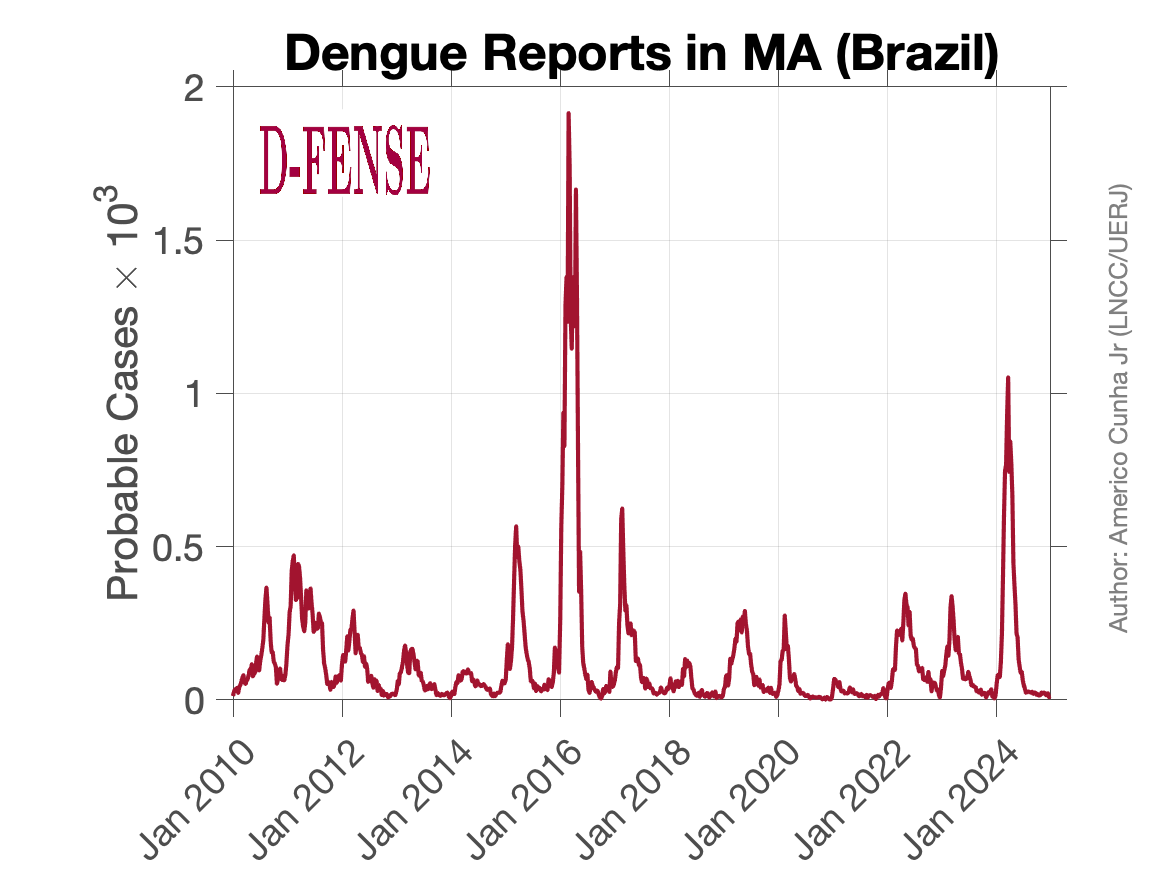 Dengue Reports in MA (Brazil)
D-FENSE
Probable Cases × 10³
2
1.5
1
0.5
0
Jan 2010
Jan 2012
Jan 2014
Jan 2016
Jan 2018
Jan 2020
Jan 2022
Jan 2024
Author: Americo Cunha Jr (LNCC/UERJ)